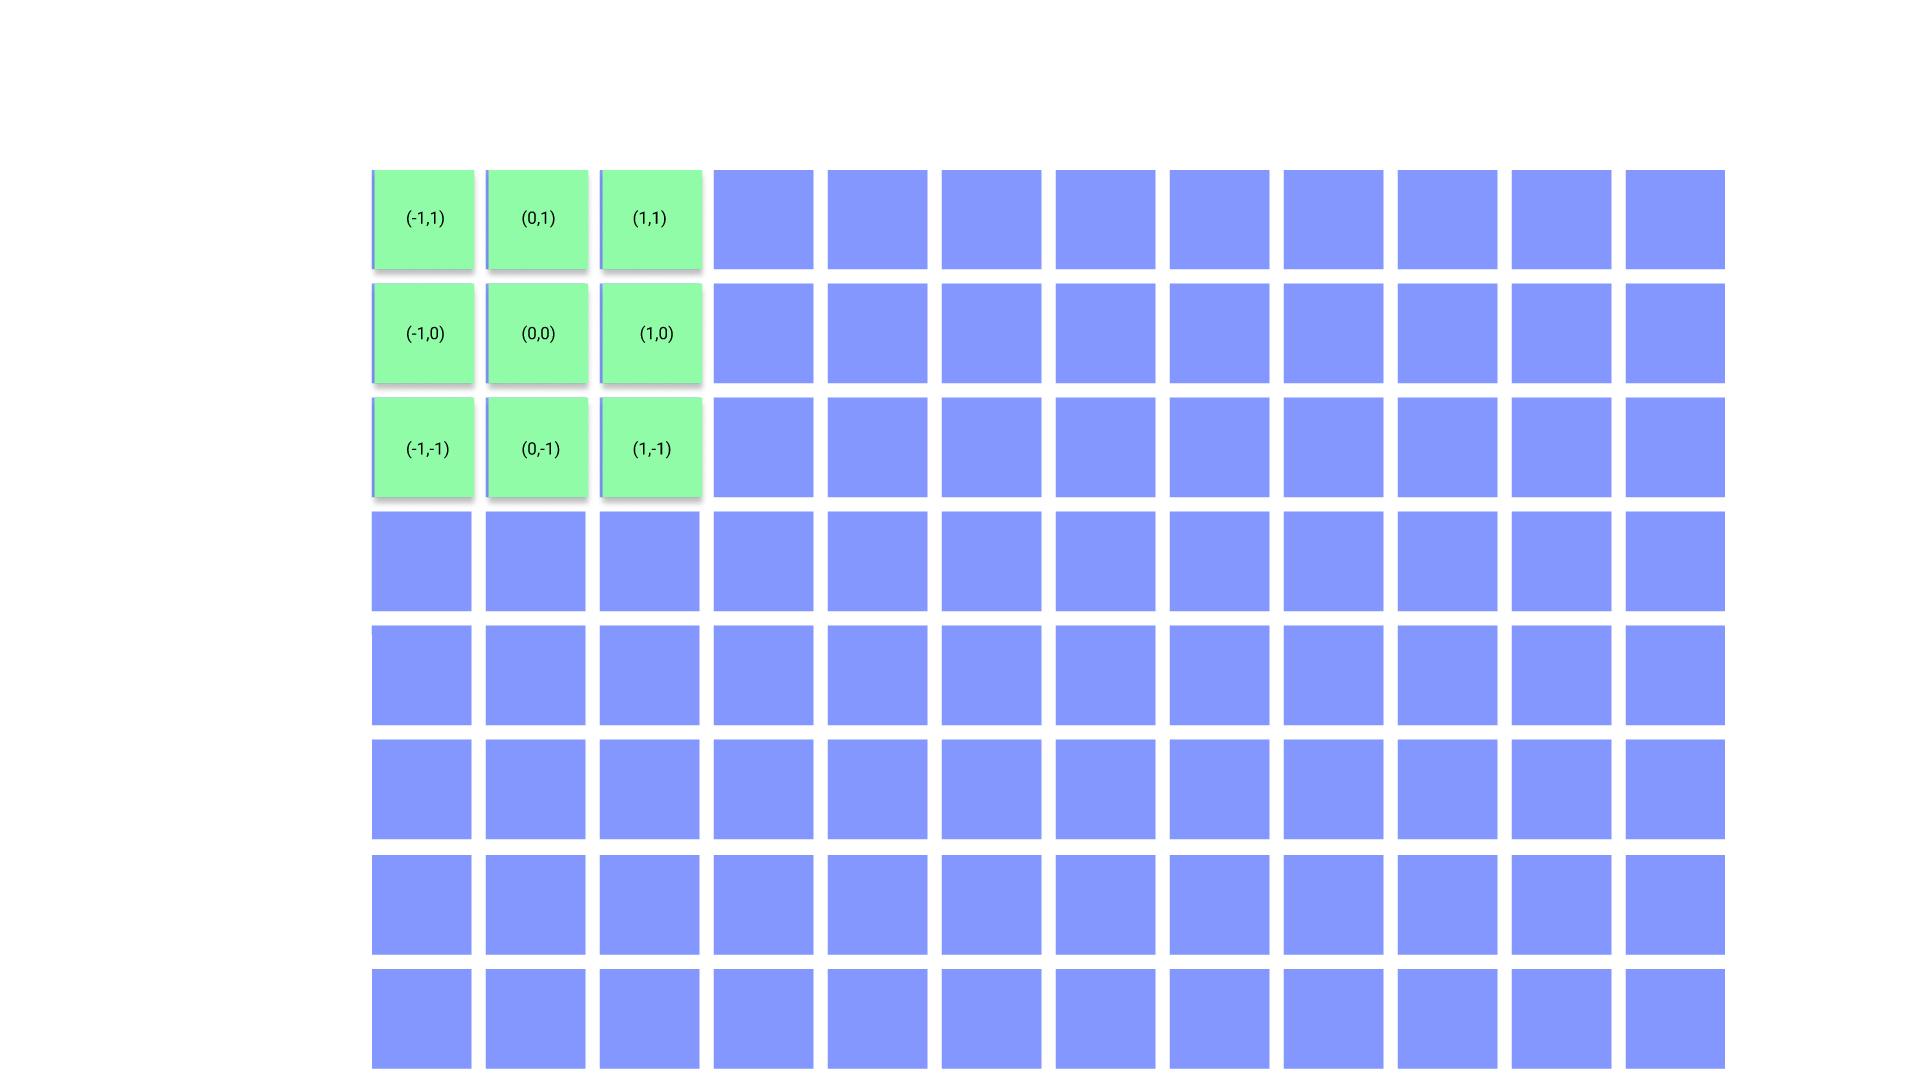 (-1,1) (0,1) (1,1)
(-1,0) (0,0) (1,0)
(-1,-1) (0,-1) (1,-1)